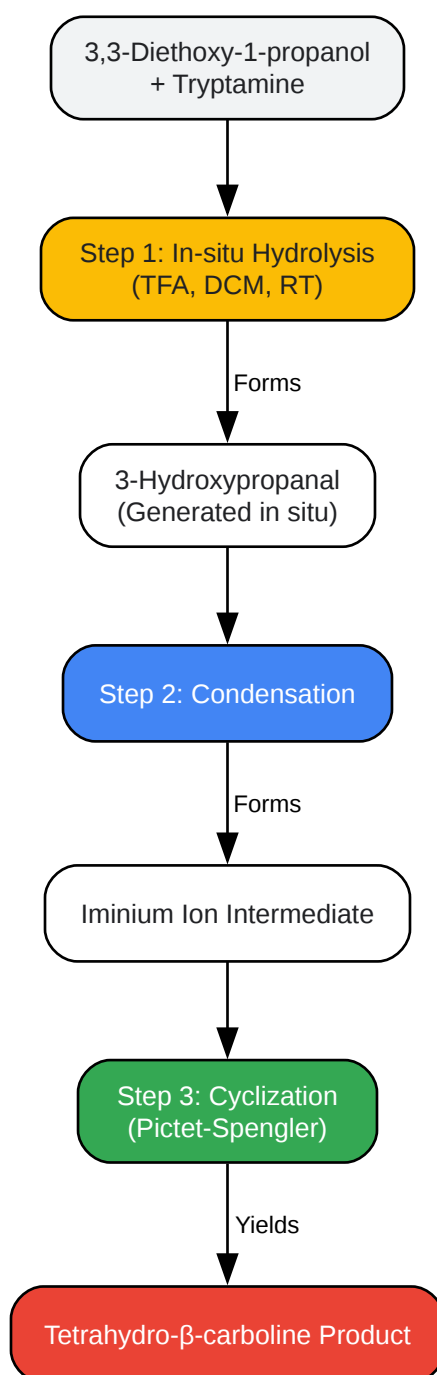 3,3-Diethoxy-1-propanol
+ Tryptamine
Step 1: In-situ Hydrolysis
(TFA, DCM, RT)
Forms
3-Hydroxypropanal
(Generated in situ)
Step 2: Condensation
Forms
Iminium Ion Intermediate
Step 3: Cyclization
(Pictet-Spengler)
Yields
Tetrahydro-β-carboline Product